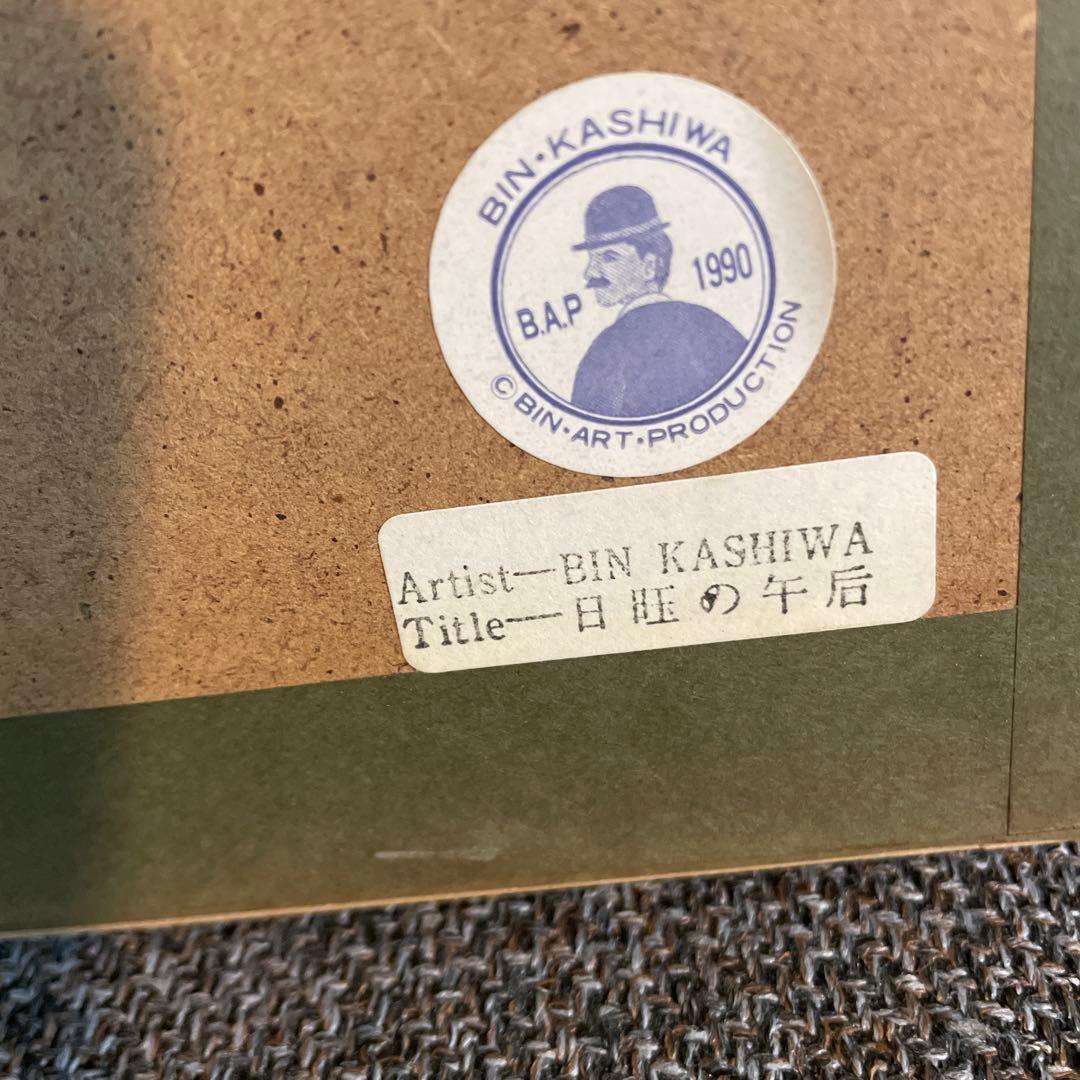 BIN·KASHIWA
B.A.P 1990
©BIN·ART·PRODUCTION
Artist―BIN KASHIWA
Title―日旺の午后